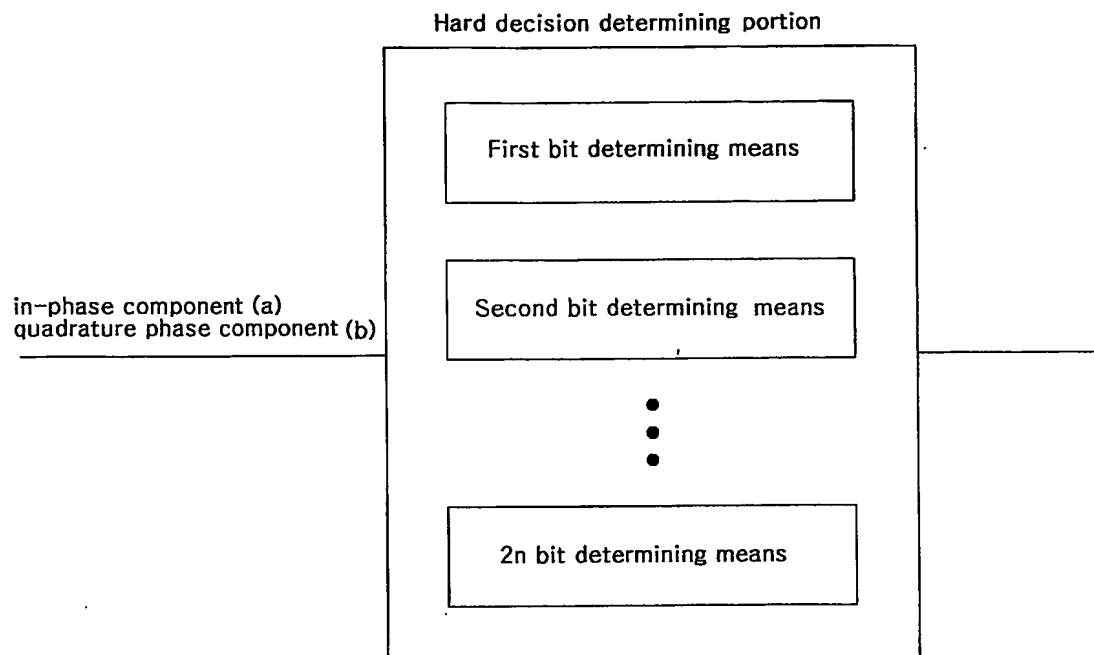 Hard decision determining portion
First bit determining means
in-phase component (a)
quadrature phase component (b)
Second bit determining means
2n bit determining means